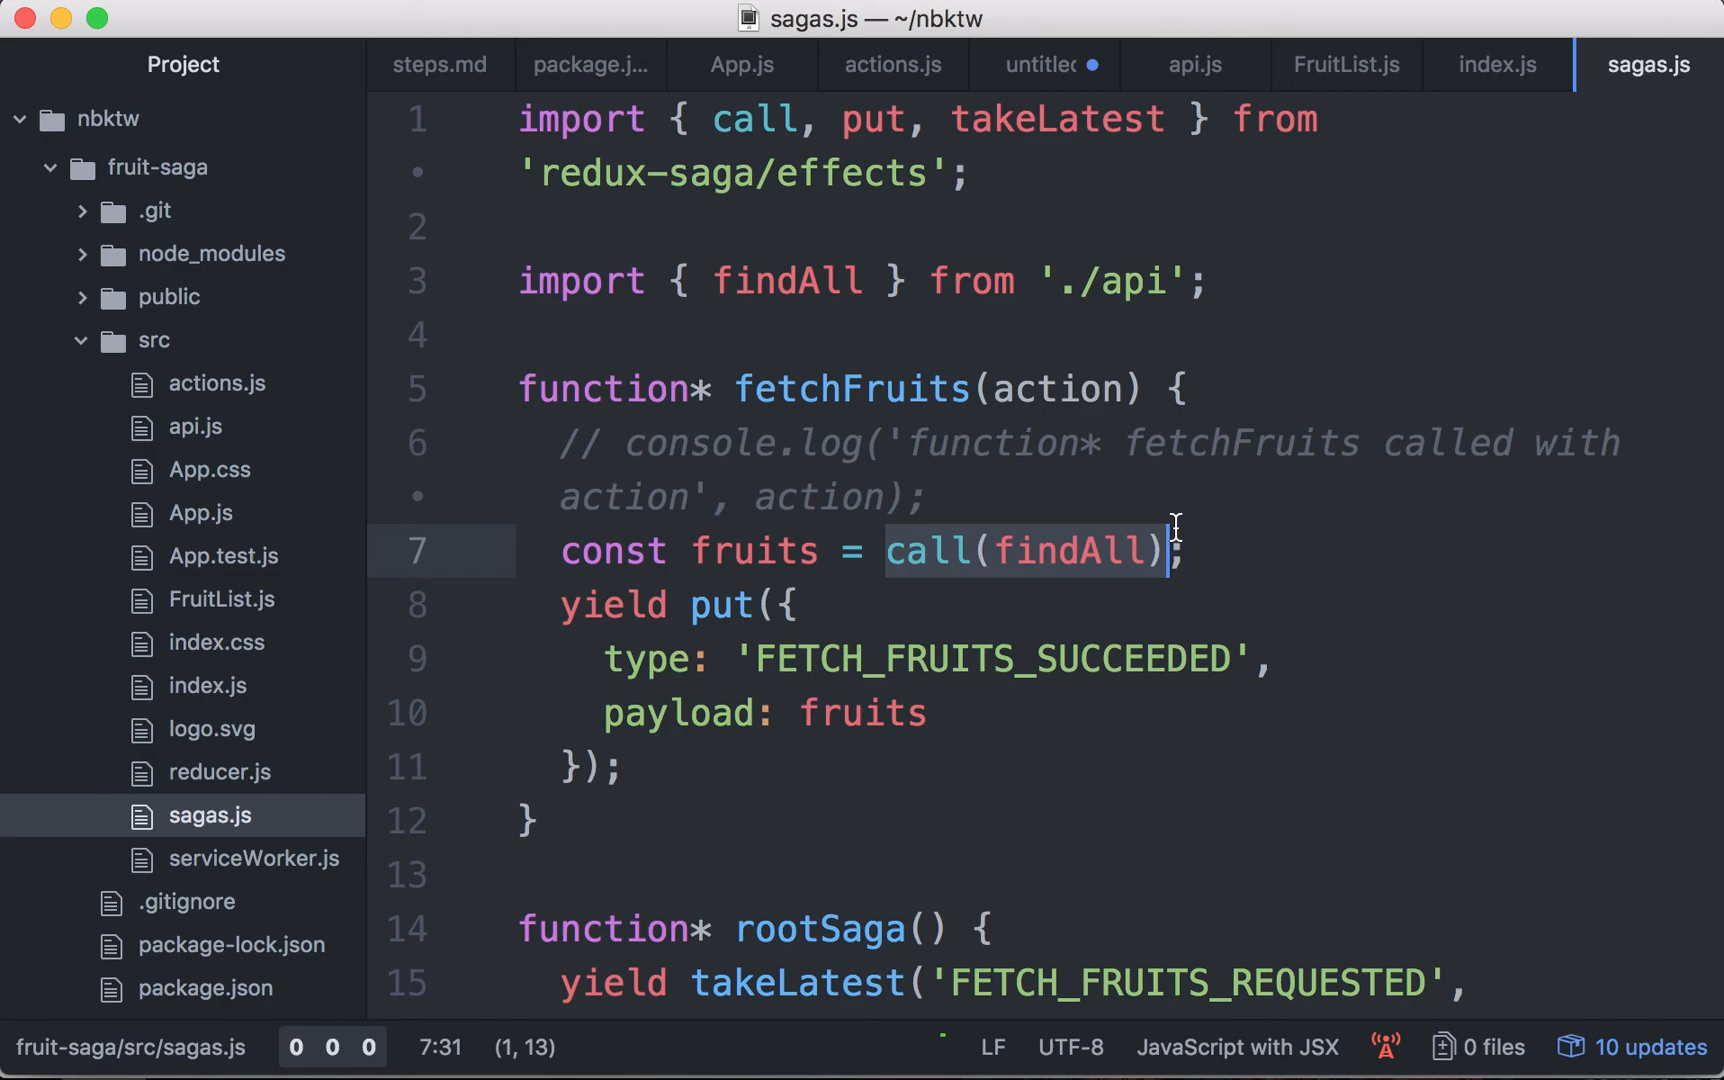 sagas.js — ~/nbktw
Project
steps.md
package.j...
App.js
actions.js
untitlec
api.js
FruitList.js
index.js
sagas.js
nbktw
fruit-saga
.git
node_modules
public
src
actions.js
api.js
App.css
App.js
App.test.js
FruitList.js
index.css
index.js
logo.svg
reducer.js
sagas.js
serviceWorker.js
.gitignore
package-lock.json
package.json
1 import { call, put, takeLatest } from
• 'redux-saga/effects';
2
3 import { findAll } from './api';
4
5 function* fetchFruits(action) {
6 // console.log('function* fetchFruits called with
• action', action);
7 const fruits = call(findAll);
8 yield put({
9 type: 'FETCH_FRUITS_SUCCEEDED',
10 payload: fruits
11 });
12 }
13
14 function* rootSaga() {
15 yield takeLatest('FETCH_FRUITS_REQUESTED',
fruit-saga/src/sagas.js 0 0 0 7:31 (1, 13) LF UTF-8 JavaScript with JSX 0 files 10 updates